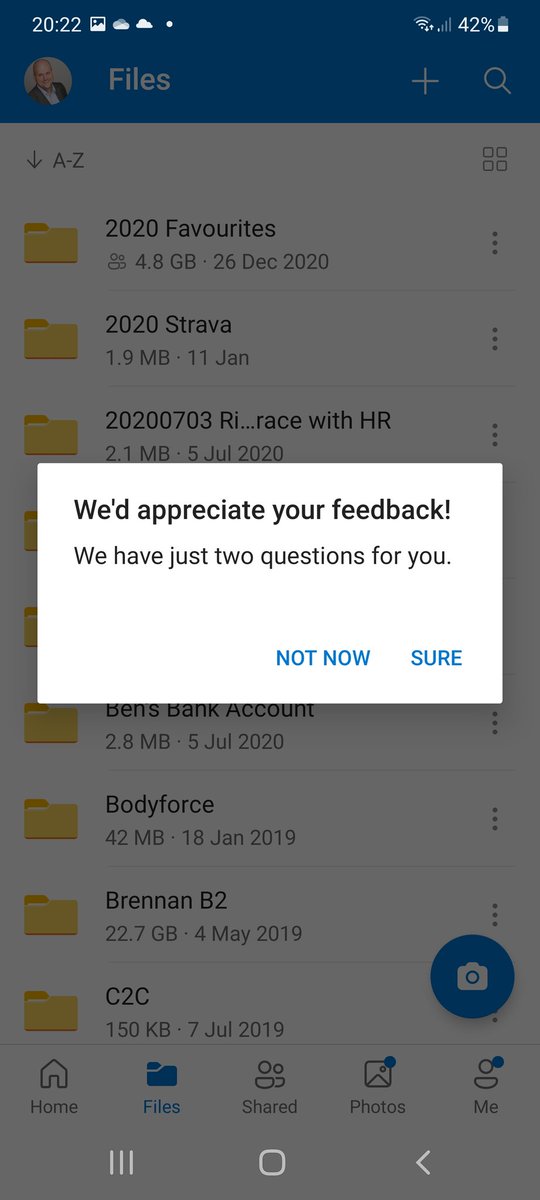 20:22
42%
Files
A-Z
2020 Favourites
4.8 GB · 26 Dec 2020
2020 Strava
1.9 MB · 11 Jan
20200703 Ri...race with HR
2.1 MB · 5 Jul 2020
We'd appreciate your feedback!
We have just two questions for you.
NOT NOW SURE
Ben's Bank Account
2.8 MB · 5 Jul 2020
Bodyforce
42 MB · 18 Jan 2019
Brennan B2
22.7 GB · 4 May 2019
C2C
150 KB · 7 Jul 2019
Home Files Shared Photos Me